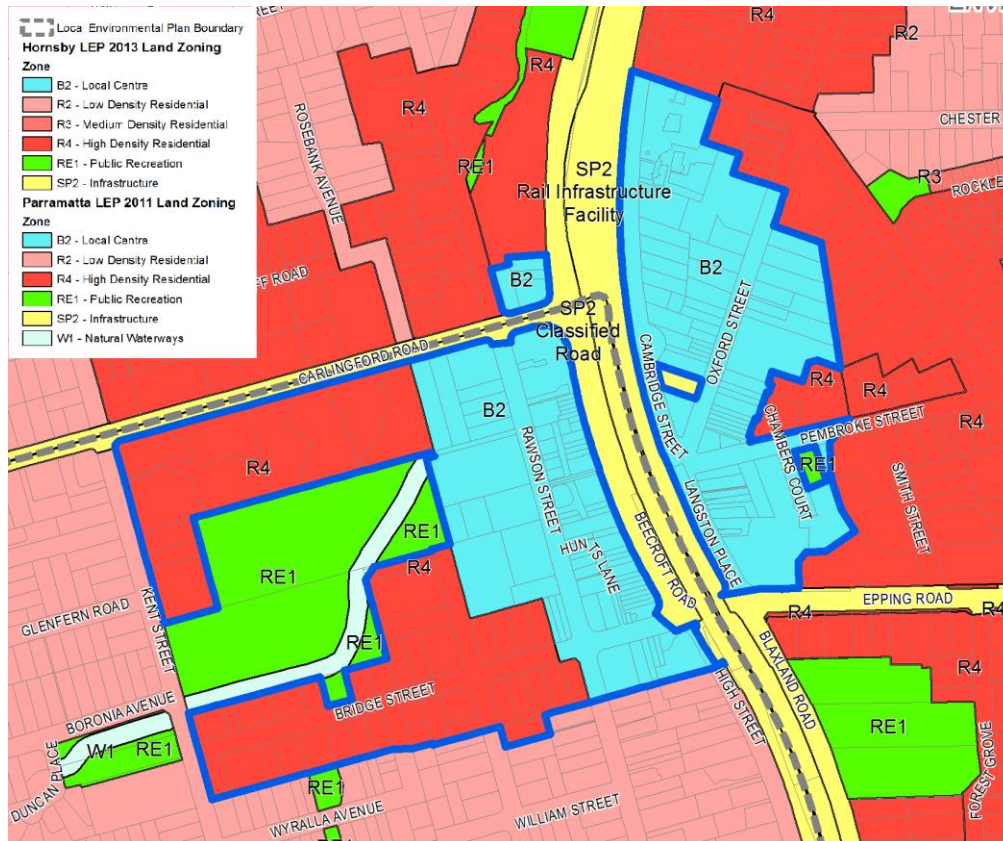 Local Environmental Plan Boundary
Hornsby LEP 2013 Land Zoning
Zone
B2 - Local Centre
R2 - Low Density Residential
R3 - Medium Density Residential
R4 - High Density Residential
RE1 - Public Recreation
SP2 - Infrastructure
Parramatta LEP 2011 Land Zoning
Zone
B2 - Local Centre
R2 - Low Density Residential
R4 - High Density Residential
RE1 - Public Recreation
SP2 - Infrastructure
W1 - Natural Waterways
R4
R2
R4
R4
ROSEBANK AVENUE
CHESTER
RE1
SP2
Rail Infrastructure
Facility
R3
ROCKLE
B2
B2
FF ROAD
OXFORD STREET
SP2
Classified
Road
CARLINGFORD ROAD
CAMBRIDGE STREET
R4
R4
B2
RAWSON STREET
CHAMBERS COURT
PEMBROKE STREET
R4
R4
RE1
SMITH STREET
LANGSTON PLACE
BEECROFT ROAD
HUNTS LANE
RE1
RE1
R4
KENT STREET
GLENFERN ROAD
EPPING ROAD
R4
R4
RE1
BLAXLAND ROAD
R4
BRIDGE STREET
HIGH STREET
BORONIA AVENUE
W1
RE1
RE1
DUNCAN PLACE
FOREST GROVE
RE1
WYRALLA AVENUE
WILLIAM STREET